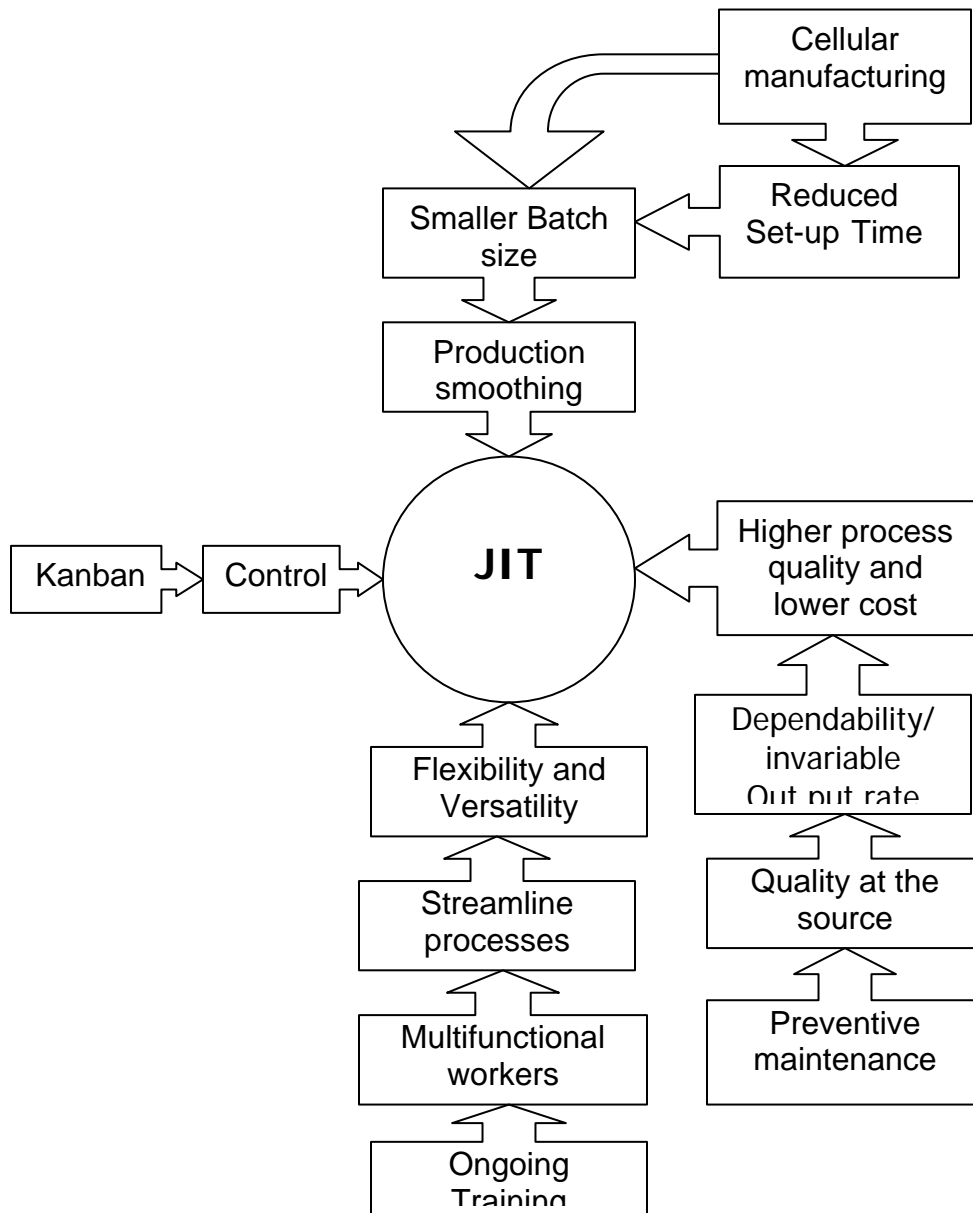 Cellular
manufacturing
Reduced
Set-up Time
Smaller Batch
size
Production
smoothing
JIT
Kanban
Control
Higher process
quality and
lower cost
Dependability/
invariable
Out put rate
Flexibility and
Versatility
Streamline
processes
Quality at the
source
Multifunctional
workers
Preventive
maintenance
Ongoing
Training